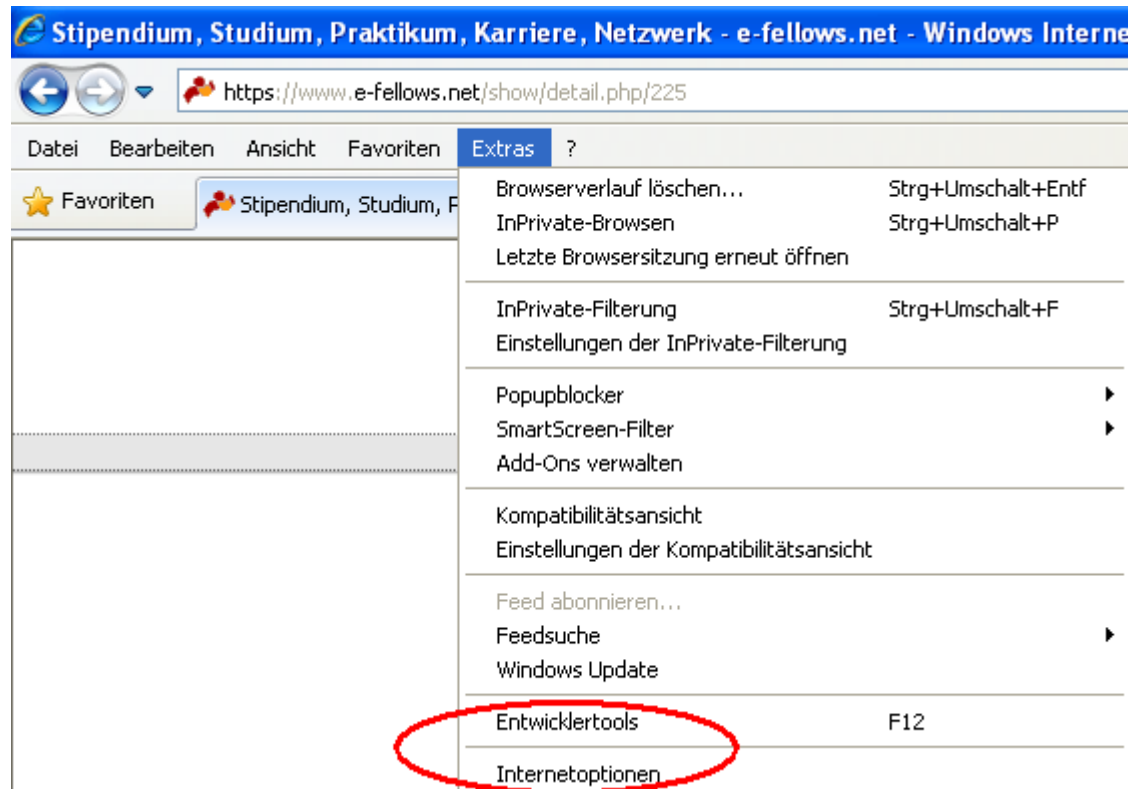 Stipendium, Studium, Praktikum, Karriere, Netzwerk - e-fellows.net - Windows Interne
https://www.e-fellows.net/show/detail.php/225
Datei Bearbeiten Ansicht Favoriten Extras ?
Favoriten Stipendium, Studium, P
Browserverlauf löschen... Strg+Umschalt+Entf
InPrivate-Browsen Strg+Umschalt+P
Letzte Browsersitzung erneut öffnen
InPrivate-Filterung Strg+Umschalt+F
Einstellungen der InPrivate-Filterung
Popupblocker
SmartScreen-Filter
Add-Ons verwalten
Kompatibilitätsansicht
Einstellungen der Kompatibilitätsansicht
Feed abonnieren...
Feedsuche
Windows Update
Entwicklertools F12
Internetoptionen